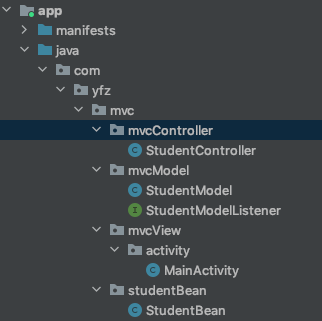 app
manifests
java
com
yfz
mvc
mvcController
C StudentController
mvcModel
C StudentModel
I StudentModelListener
mvcView
activity
C MainActivity
studentBean
C StudentBean